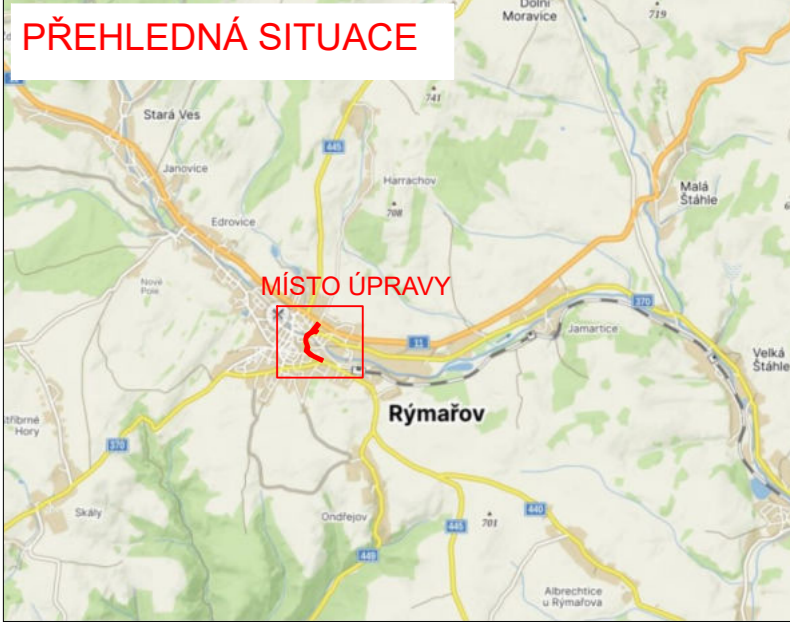 PŘEHLEDNÁ SITUACE
Dolní
Moravice
719
741
Stará Ves
445
Janovice
Harrachov
708
Malá
Štáhle
Edrovice
Nové
Pole
MÍSTO ÚPRAVY
370
11
Jamartice
Velká
Štáhle
Rýmařov
Stříbrné
Hory
370
Skály
Ondřejov
445
701
440
449
Albrechtice
u Rýmařova